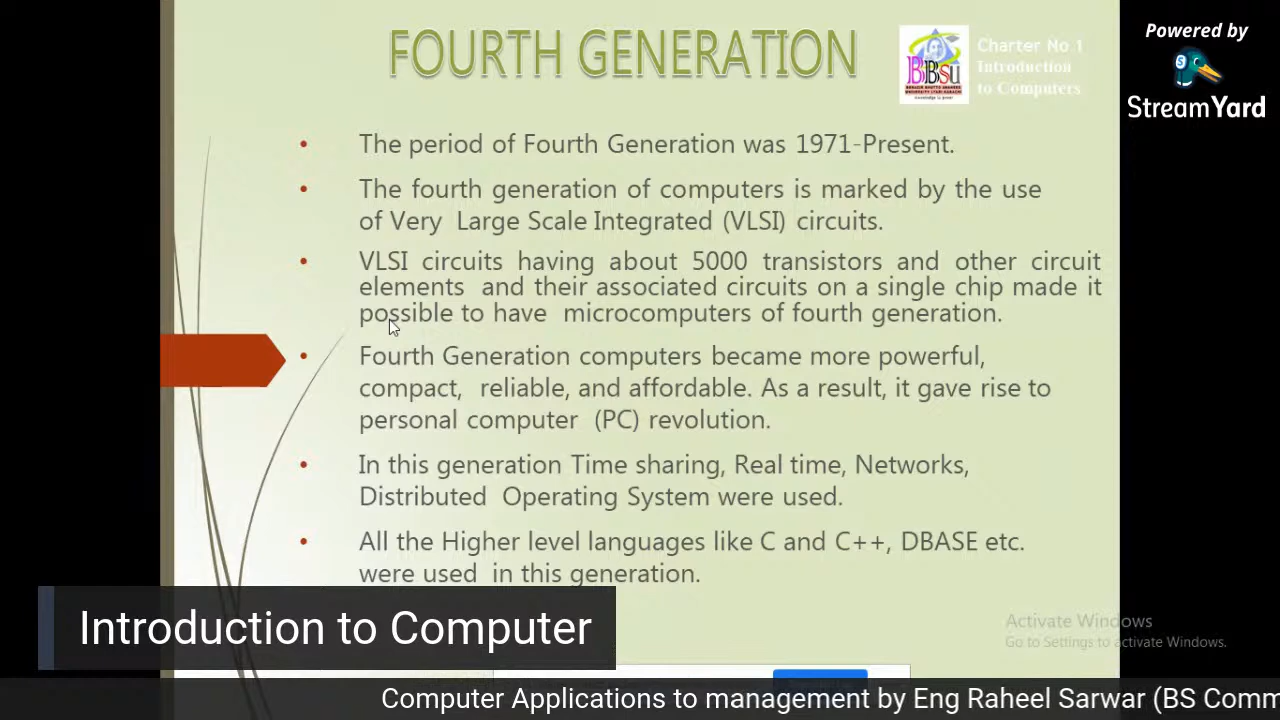 FOURTH GENERATION
BBSU
Charter No 1
Introduction
to Computers
Powered by
StreamYard
• The period of Fourth Generation was 1971-Present.
• The fourth generation of computers is marked by the use
of Very Large Scale Integrated (VLSI) circuits.
• VLSI circuits having about 5000 transistors and other circuit
elements and their associated circuits on a single chip made it
possible to have microcomputers of fourth generation.
• Fourth Generation computers became more powerful,
compact, reliable, and affordable. As a result, it gave rise to
personal computer (PC) revolution.
• In this generation Time sharing, Real time, Networks,
Distributed Operating System were used.
• All the Higher level languages like C and C++, DBASE etc.
were used in this generation.
Introduction to Computer
Activate Windows
Go to Settings to activate Windows.
Computer Applications to management by Eng Raheel Sarwar (BS Comm